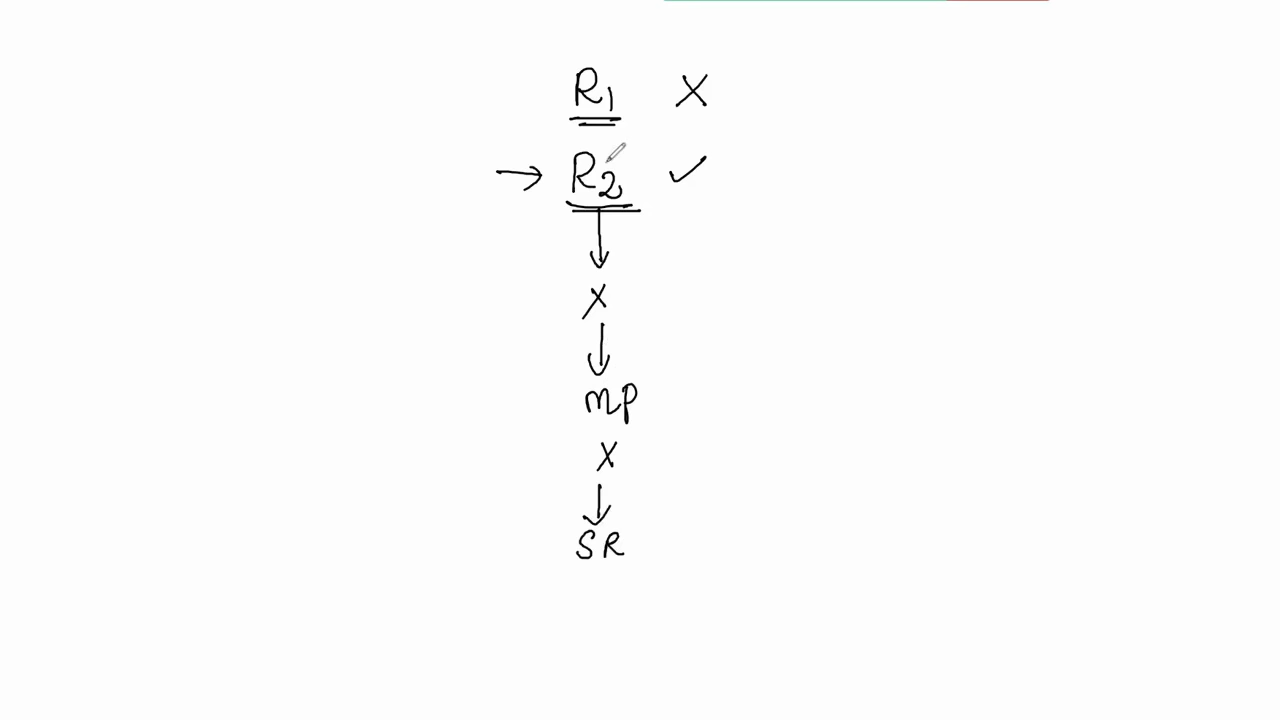 R1 X
→ R2 ✓
↓
X
↓
MP
X
↓
SR